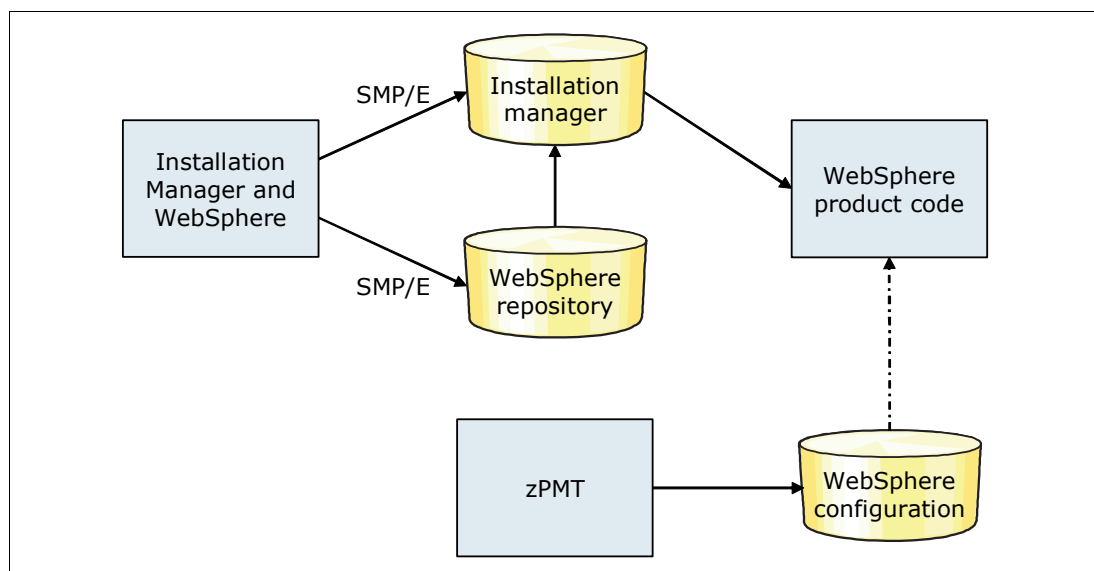 SMP/E
Installation
manager
Installation
Manager and
WebSphere
WebSphere
product code
SMP/E
WebSphere
repository
zPMT
WebSphere
configuration